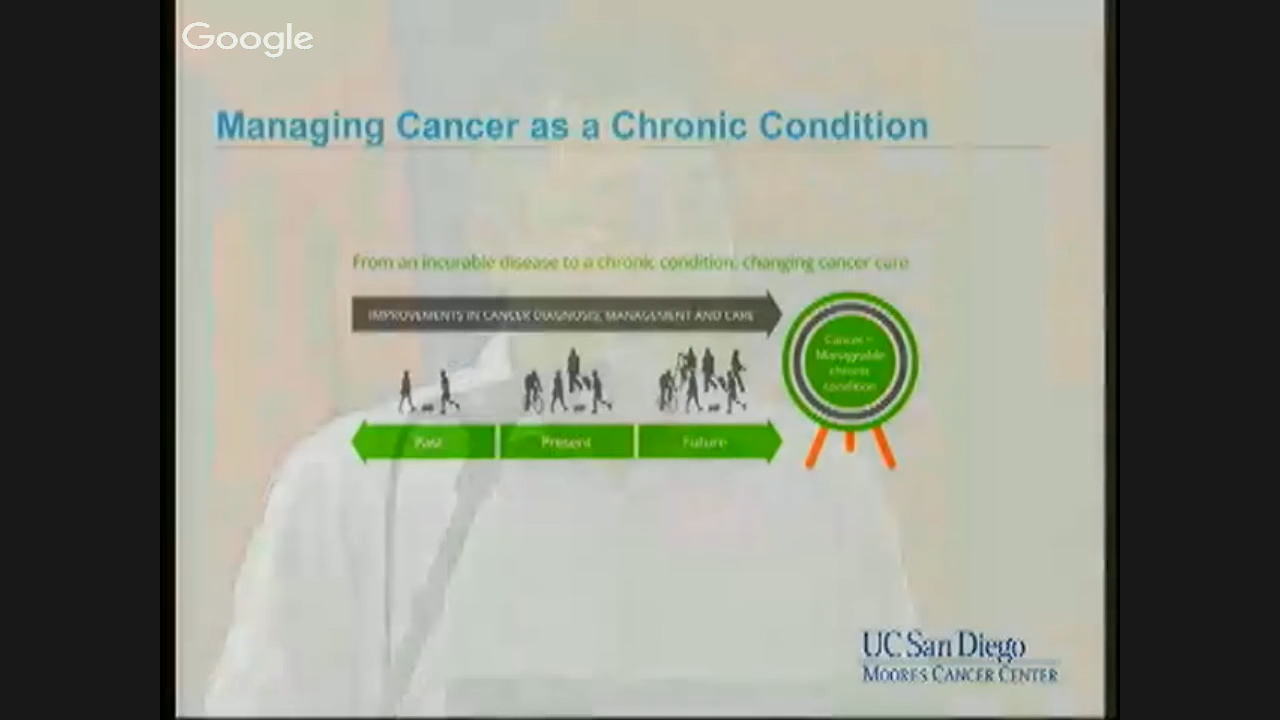 Google
Managing Cancer as a Chronic Condition
From an incurable disease to a chronic condition, changing cancer care
IMPROVEMENTS IN CANCER DIAGNOSIS, MANAGEMENT AND CARE
Cancer =
Manageable
chronic
condition
Past
Present
Future
UC San Diego
MOORES CANCER CENTER